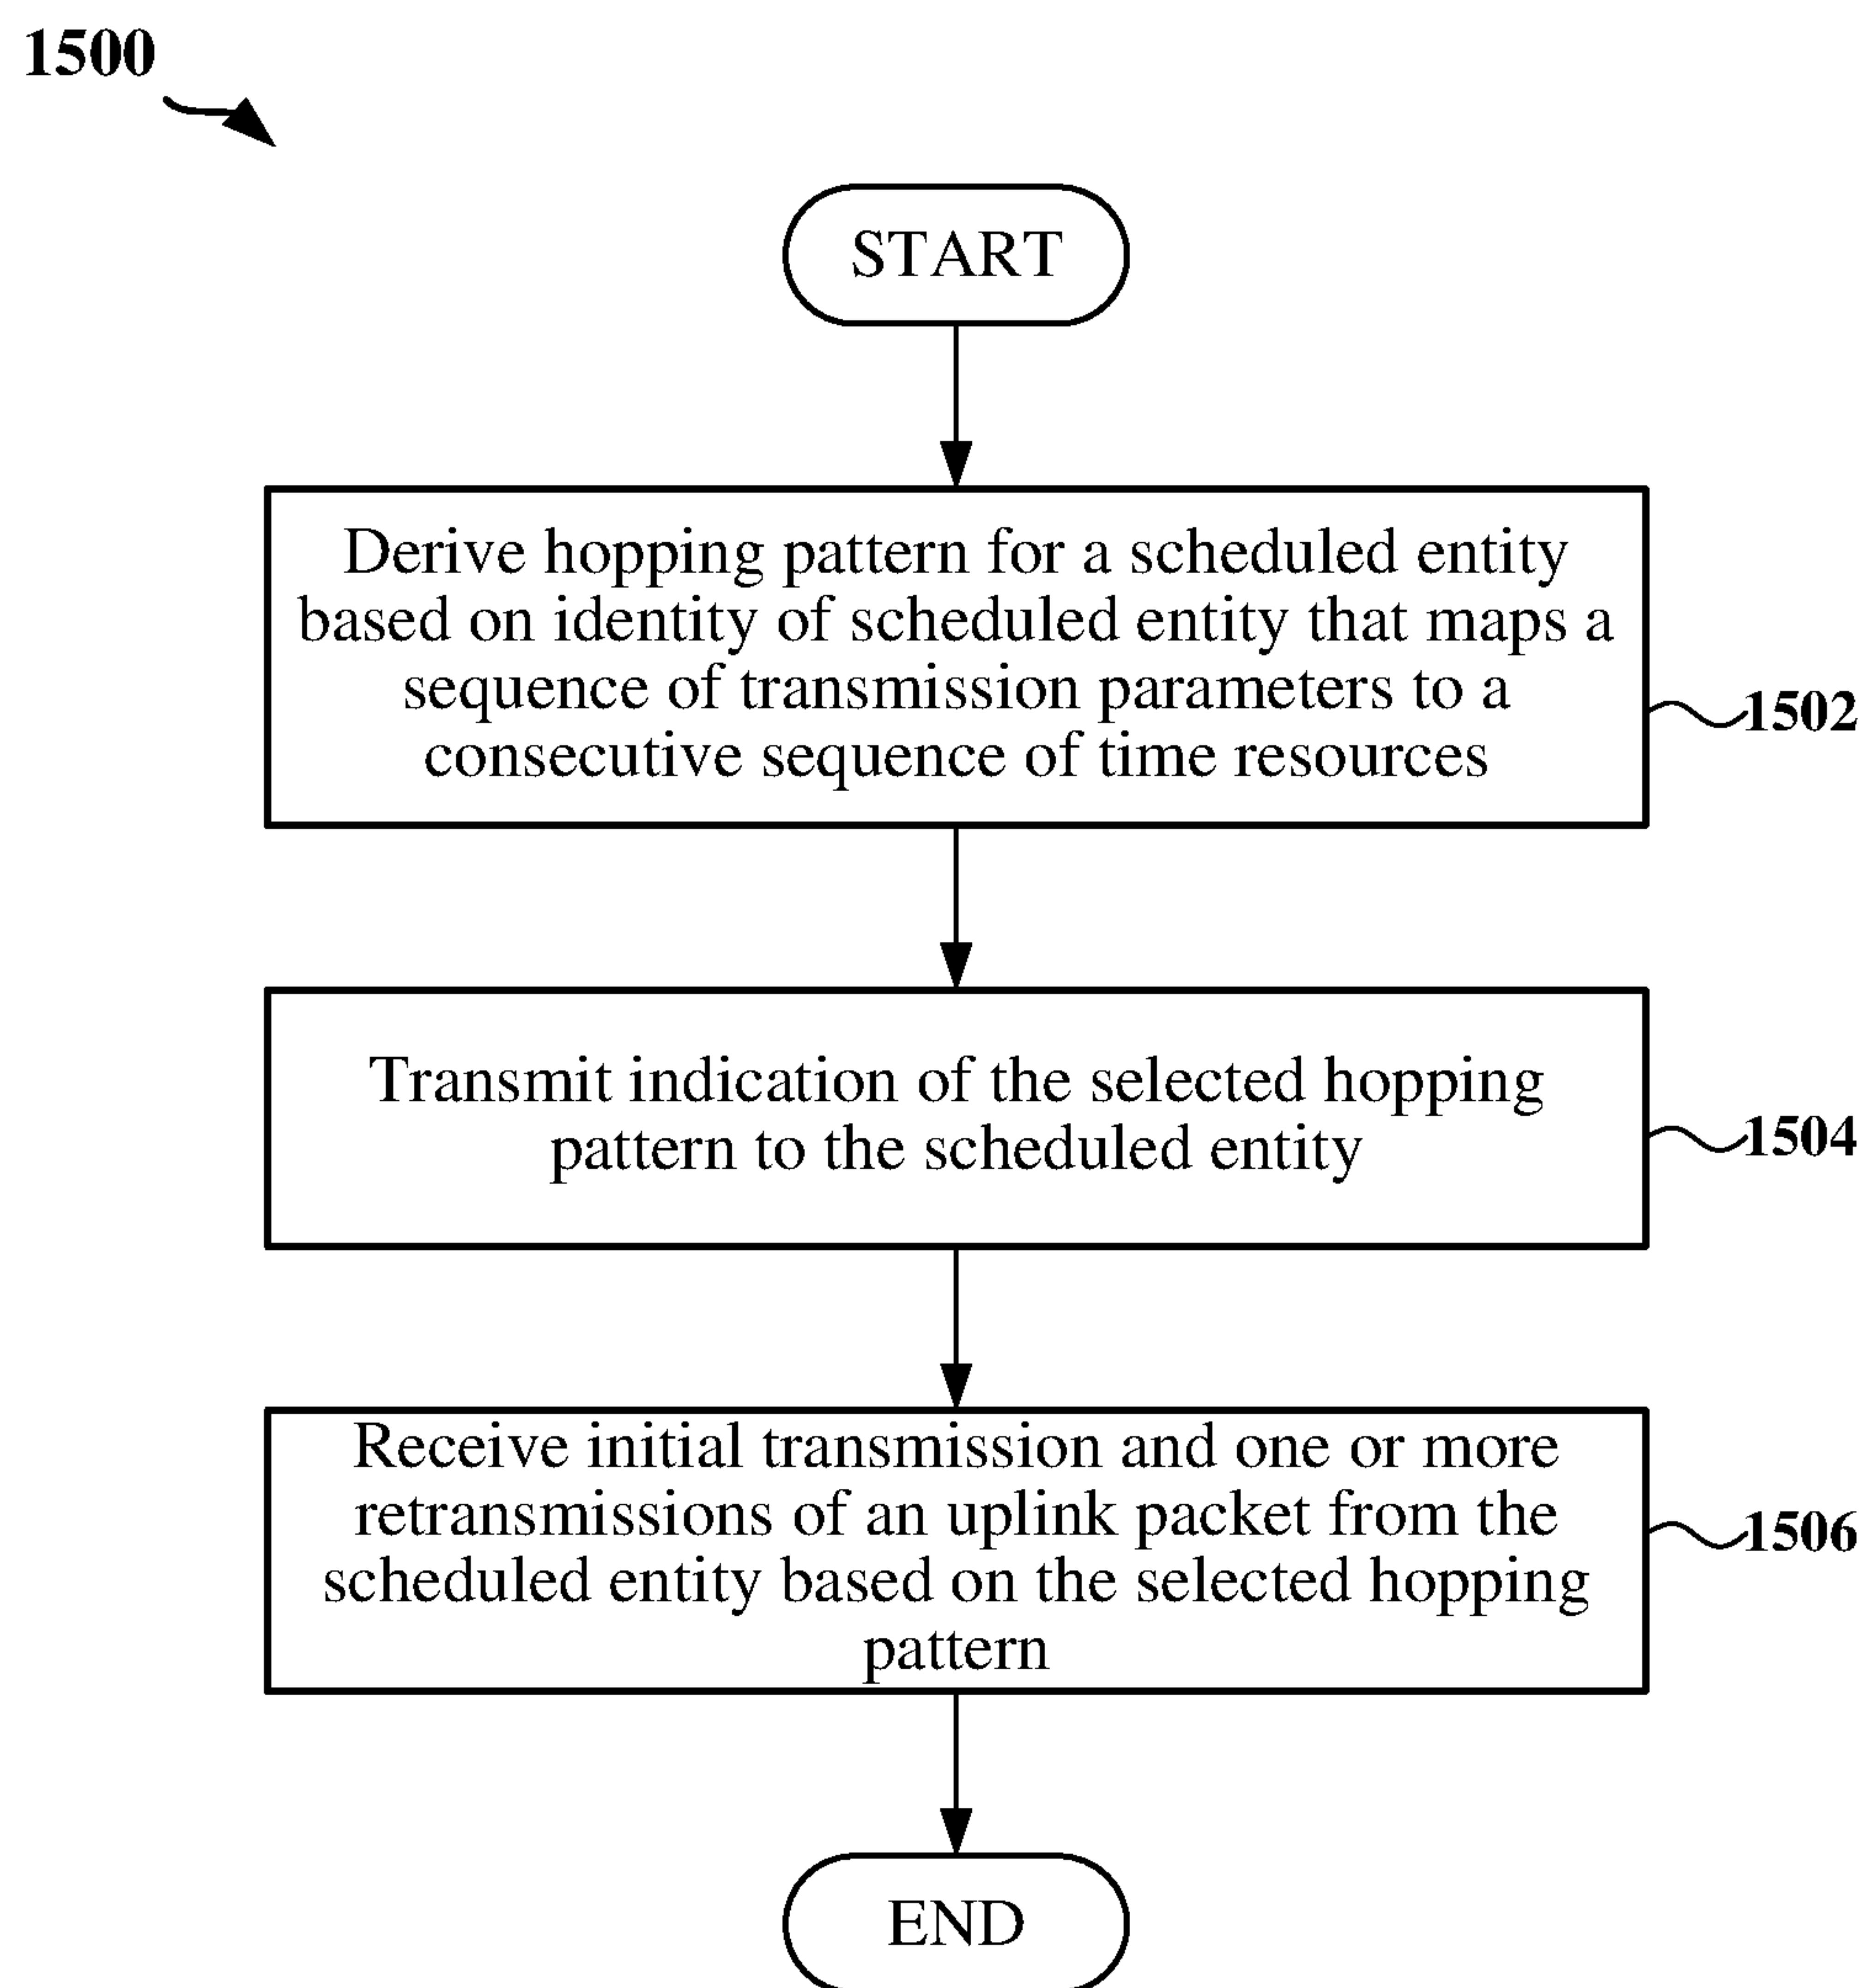 1500
START
Derive hopping pattern for a scheduled entity
based on identity of scheduled entity that maps a
sequence of transmission parameters to a
consecutive sequence of time resources
1502
Transmit indication of the selected hopping
pattern to the scheduled entity
1504
Receive initial transmission and one or more
retransmissions of an uplink packet from the
scheduled entity based on the selected hopping
pattern
1506
END